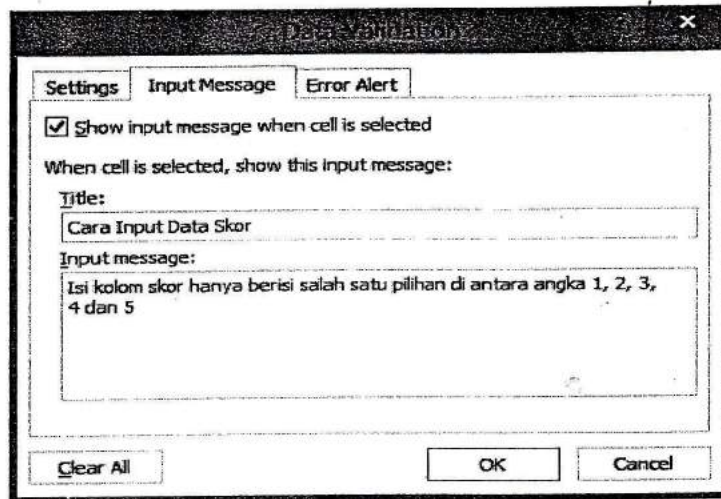 Data Validation
Settings
Input Message
Error Alert
Show input message when cell is selected
When cell is selected, show this input message:
Title:
Cara Input Data Skor
Input message:
Isi kolom skor hanya berisi salah satu pilihan di antara angka 1, 2, 3,
4 dan 5
Clear All
OK
Cancel